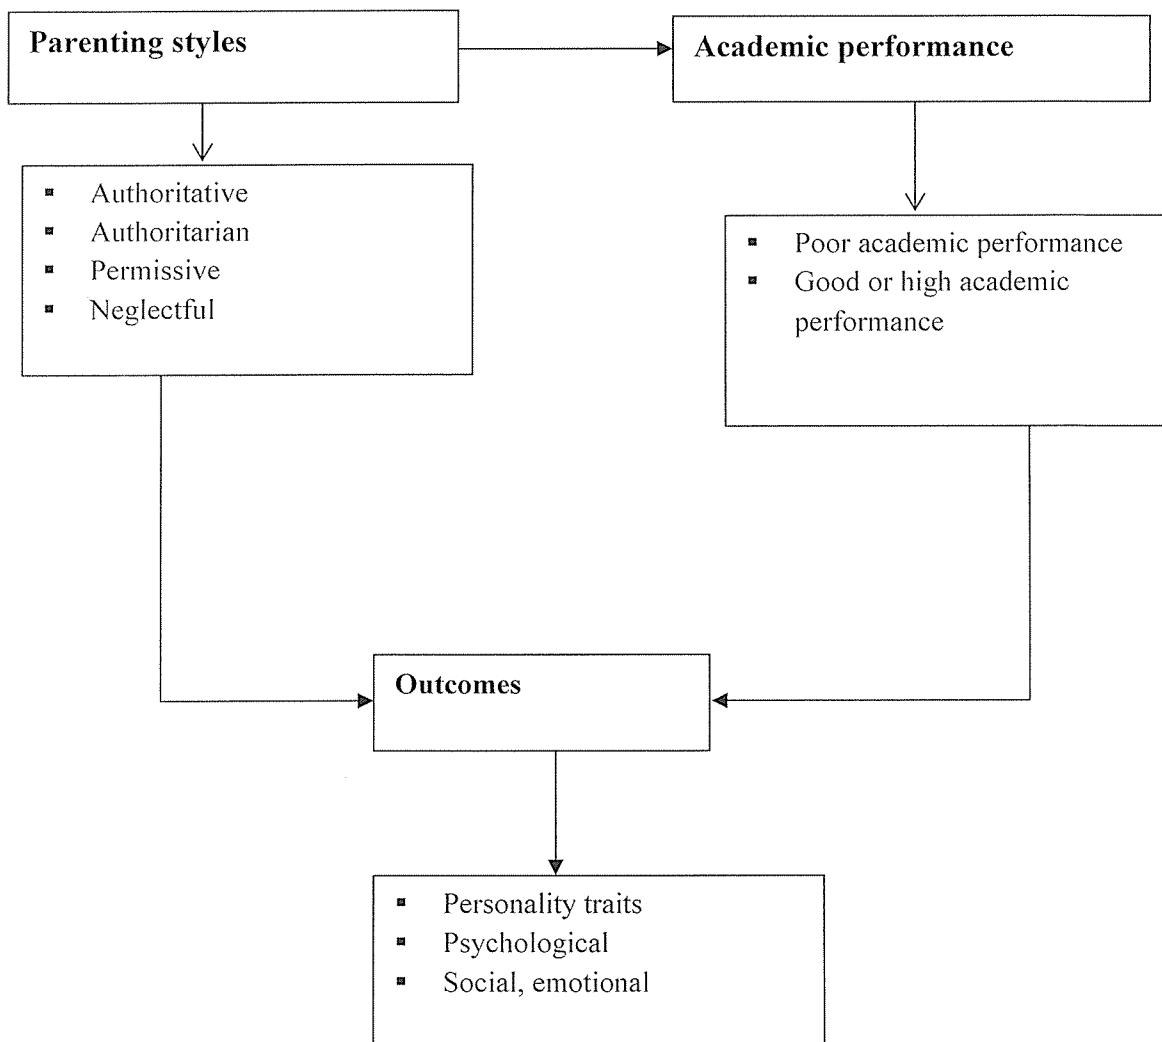 Parenting styles
Academic performance
Authoritative
Authoritarian
Permissive
Neglectful
Poor academic performance
Good or high academic
performance
Outcomes
Personality traits
Psychological
Social, emotional